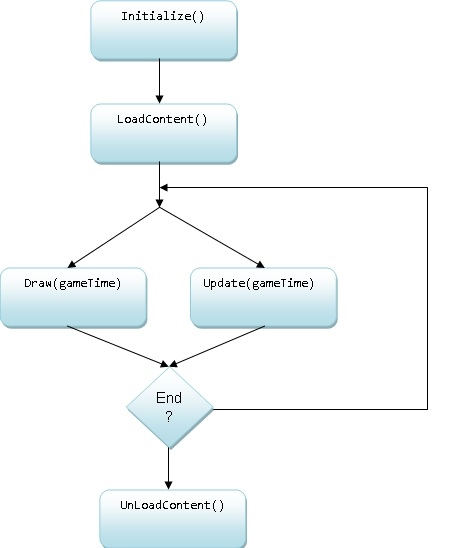 Initialize()
LoadContent()
Draw(gameTime)
Update(gameTime)
End
?
UnLoadContent()